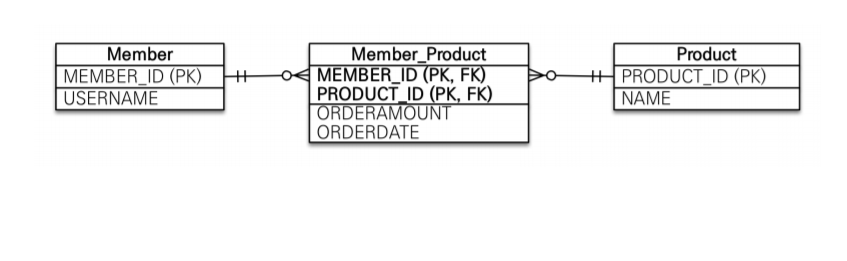 Member
MEMBER_ID (PK)
USERNAME
Member_Product
MEMBER_ID (PK, FK)
PRODUCT_ID (PK, FK)
ORDERAMOUNT
ORDERDATE
Product
PRODUCT_ID (PK)
NAME